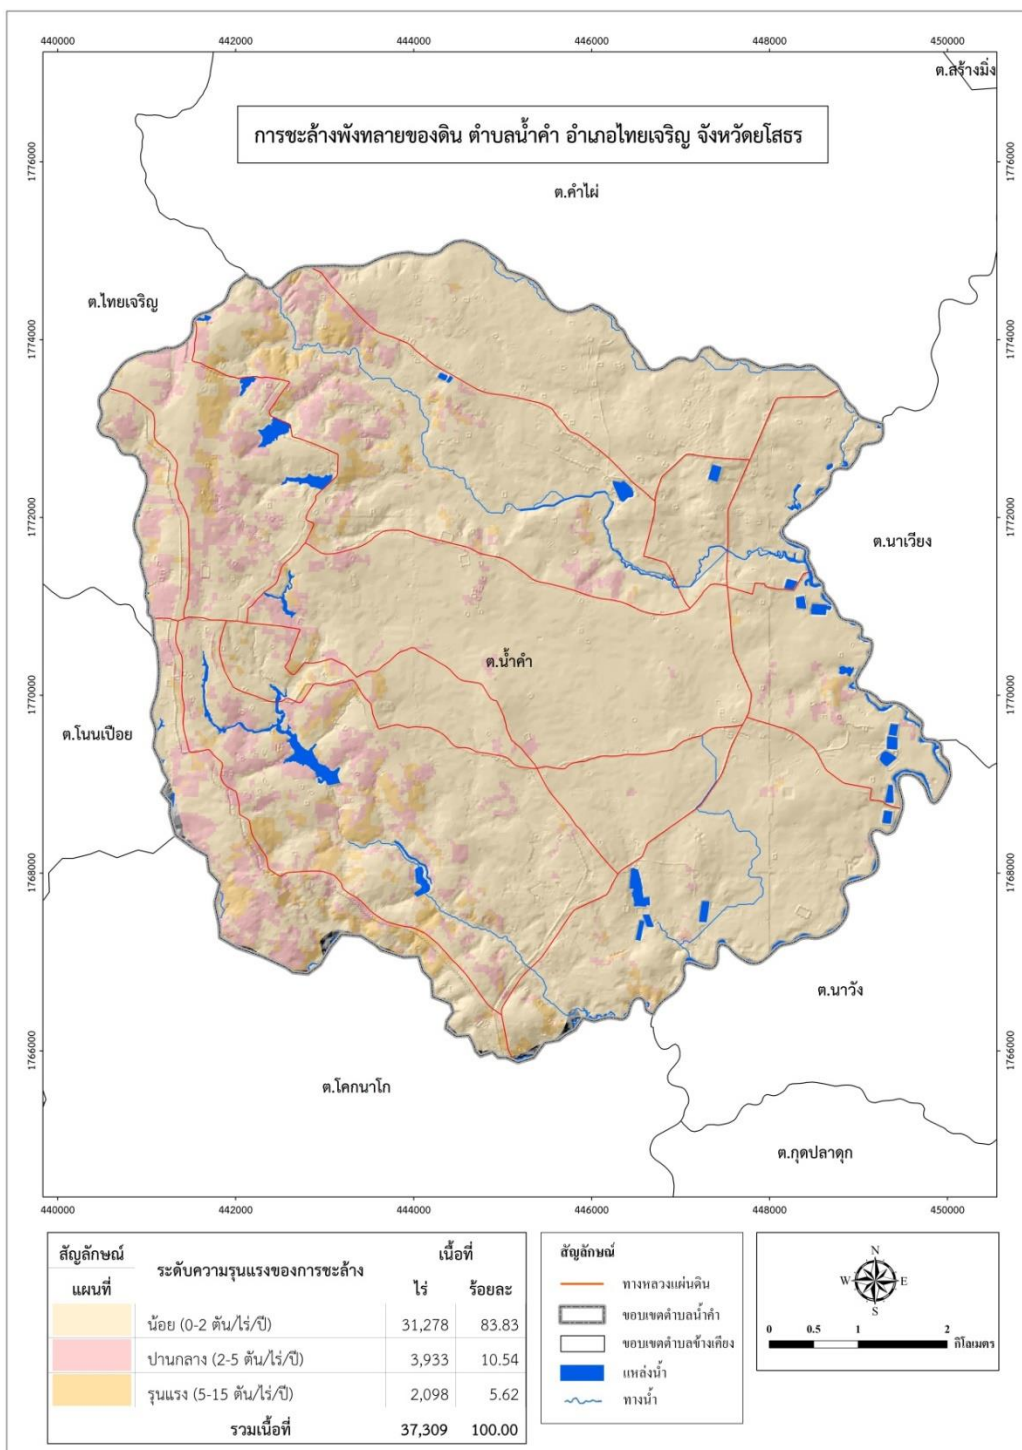 440000 442000 444000 446000 448000 450000
ต.สร้างมิ่ง
การชะล้างพังทลายของดิน ตำบลน้ำคำ อำเภอไทยเจริญ จังหวัดยโสธร
1776000 1776000
ต.คำไผ่
ต.ไทยเจริญ
1774000 1774000
1772000 1772000
ต.นาเวียง
ต.น้ำคำ
1770000 1770000
ต.โนนเปือย
1768000 1768000
ต.นาวัง
1766000 1766000
ต.โคกนาโก
ต.กุดปลาดุก
440000 442000 444000 446000 448000 450000
สัญลักษณ์แผนที่ ระดับความรุนแรงของการชะล้าง เนื้อที่
ไร่ ร้อยละ
น้อย (0-2 ตัน/ไร่/ปี) 31,278 83.83
ปานกลาง (2-5 ตัน/ไร่/ปี) 3,933 10.54
รุนแรง (5-15 ตัน/ไร่/ปี) 2,098 5.62
รวมเนื้อที่ 37,309 100.00
สัญลักษณ์
ทางหลวงแผ่นดิน
ขอบเขตตำบลน้ำคำ
ขอบเขตตำบลข้างเคียง
แหล่งน้ำ
ทางน้ำ
N
W E
S
0 0.5 1 2
กิโลเมตร